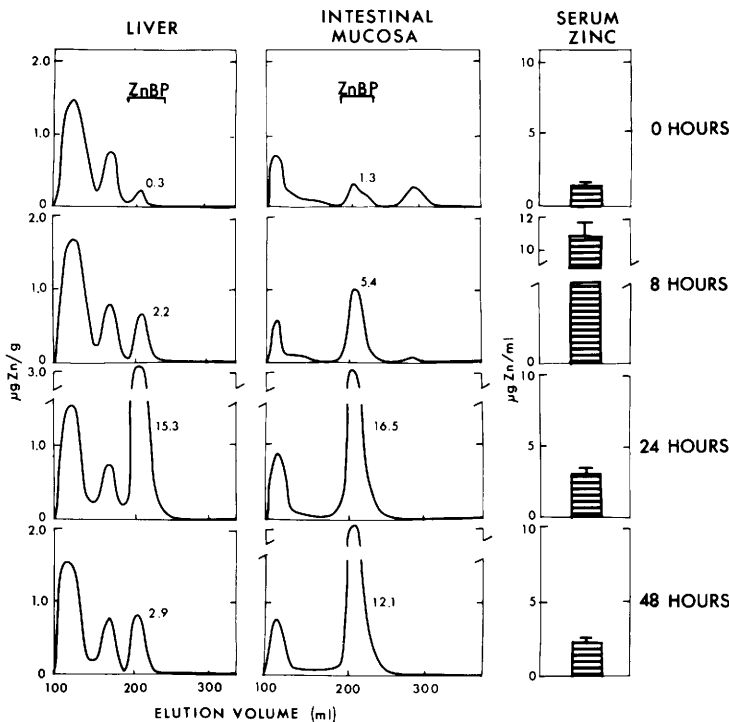 LIVER
INTESTINAL
MUCOSA
SERUM
ZINC
ZnBP
ZnBP
2.0
1.0
0
0.3
1.3
10
5
0
0 HOURS
2.0
1.0
0
2.2
5.4
12
10
5
0
8 HOURS
µg Zn/g
µg Zn/ml
3.0
1.0
0
15.3
16.5
10
5
0
24 HOURS
2.0
1.0
0
2.9
12.1
10
5
0
48 HOURS
100 200 300
100 200 300
ELUTION VOLUME (ml)